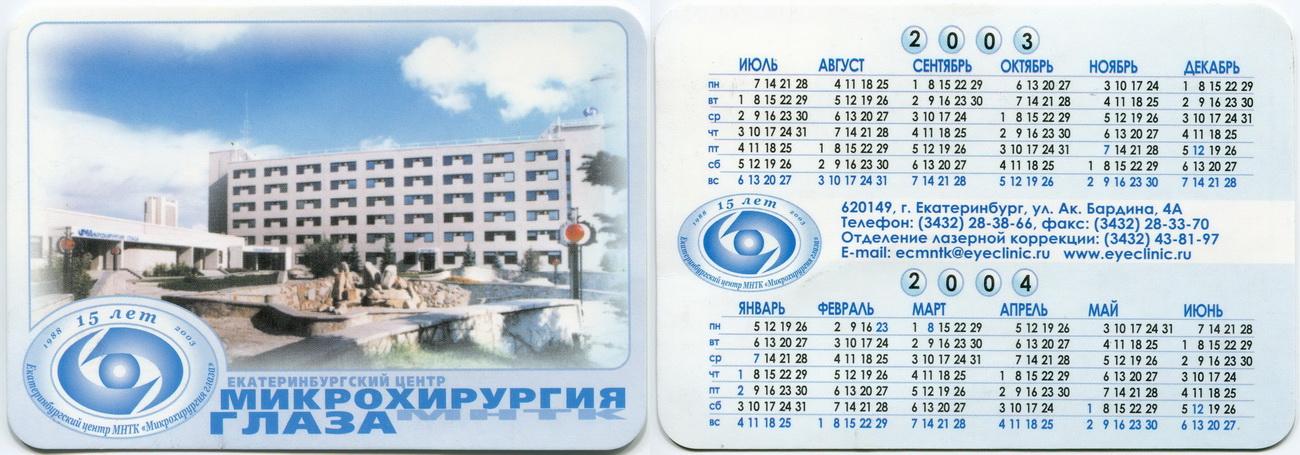 МИКРОХИРУРГИЯ ГЛАЗА
15 лет
1988 2003
Екатеринбургский центр МНТК «Микрохирургия глаза»
ЕКАТЕРИНБУРГСКИЙ ЦЕНТР
МИКРОХИРУРГИЯ
ГЛАЗА МНТК
2003
ИЮЛЬ АВГУСТ СЕНТЯБРЬ ОКТЯБРЬ НОЯБРЬ ДЕКАБРЬ
пн 7 14 21 28 4 11 18 25 1 8 15 22 29 6 13 20 27 3 10 17 24 1 8 15 22 29
вт 1 8 15 22 29 5 12 19 26 2 9 16 23 30 7 14 21 28 4 11 18 25 2 9 16 23 30
ср 2 9 16 23 30 6 13 20 27 3 10 17 24 1 8 15 22 29 5 12 19 26 3 10 17 24 31
чт 3 10 17 24 31 7 14 21 28 4 11 18 25 2 9 16 23 30 6 13 20 27 4 11 18 25
пт 4 11 18 25 1 8 15 22 29 5 12 19 26 3 10 17 24 31 7 14 21 28 5 12 19 26
сб 5 12 19 26 2 9 16 23 30 6 13 20 27 4 11 18 25 1 8 15 22 29 6 13 20 27
вс 6 13 20 27 3 10 17 24 31 7 14 21 28 5 12 19 26 2 9 16 23 30 7 14 21 28
15 лет
1988 2003
Екатеринбургский центр МНТК «Микрохирургия глаза»
620149, г. Екатеринбург, ул. Ак. Бардина, 4А
Телефон: (3432) 28-38-66, факс: (3432) 28-33-70
Отделение лазерной коррекции: (3432) 43-81-97
E-mail: ecmntk@eyeclinic.ru www.eyeclinic.ru
2004
ЯНВАРЬ ФЕВРАЛЬ МАРТ АПРЕЛЬ МАЙ ИЮНЬ
пн 5 12 19 26 2 9 16 23 1 8 15 22 29 5 12 19 26 3 10 17 24 31 7 14 21 28
вт 6 13 20 27 3 10 17 24 2 9 16 23 30 6 13 20 27 4 11 18 25 1 8 15 22 29
ср 7 14 21 28 4 11 18 25 3 10 17 24 31 7 14 21 28 5 12 19 26 2 9 16 23 30
чт 1 8 15 22 29 5 12 19 26 4 11 18 25 1 8 15 22 29 6 13 20 27 3 10 17 24
пт 2 9 16 23 30 6 13 20 27 5 12 19 26 2 9 16 23 30 7 14 21 28 4 11 18 25
сб 3 10 17 24 31 7 14 21 28 6 13 20 27 3 10 17 24 1 8 15 22 29 5 12 19 26
вс 4 11 18 25 1 8 15 22 29 7 14 21 28 4 11 18 25 2 9 16 23 30 6 13 20 27